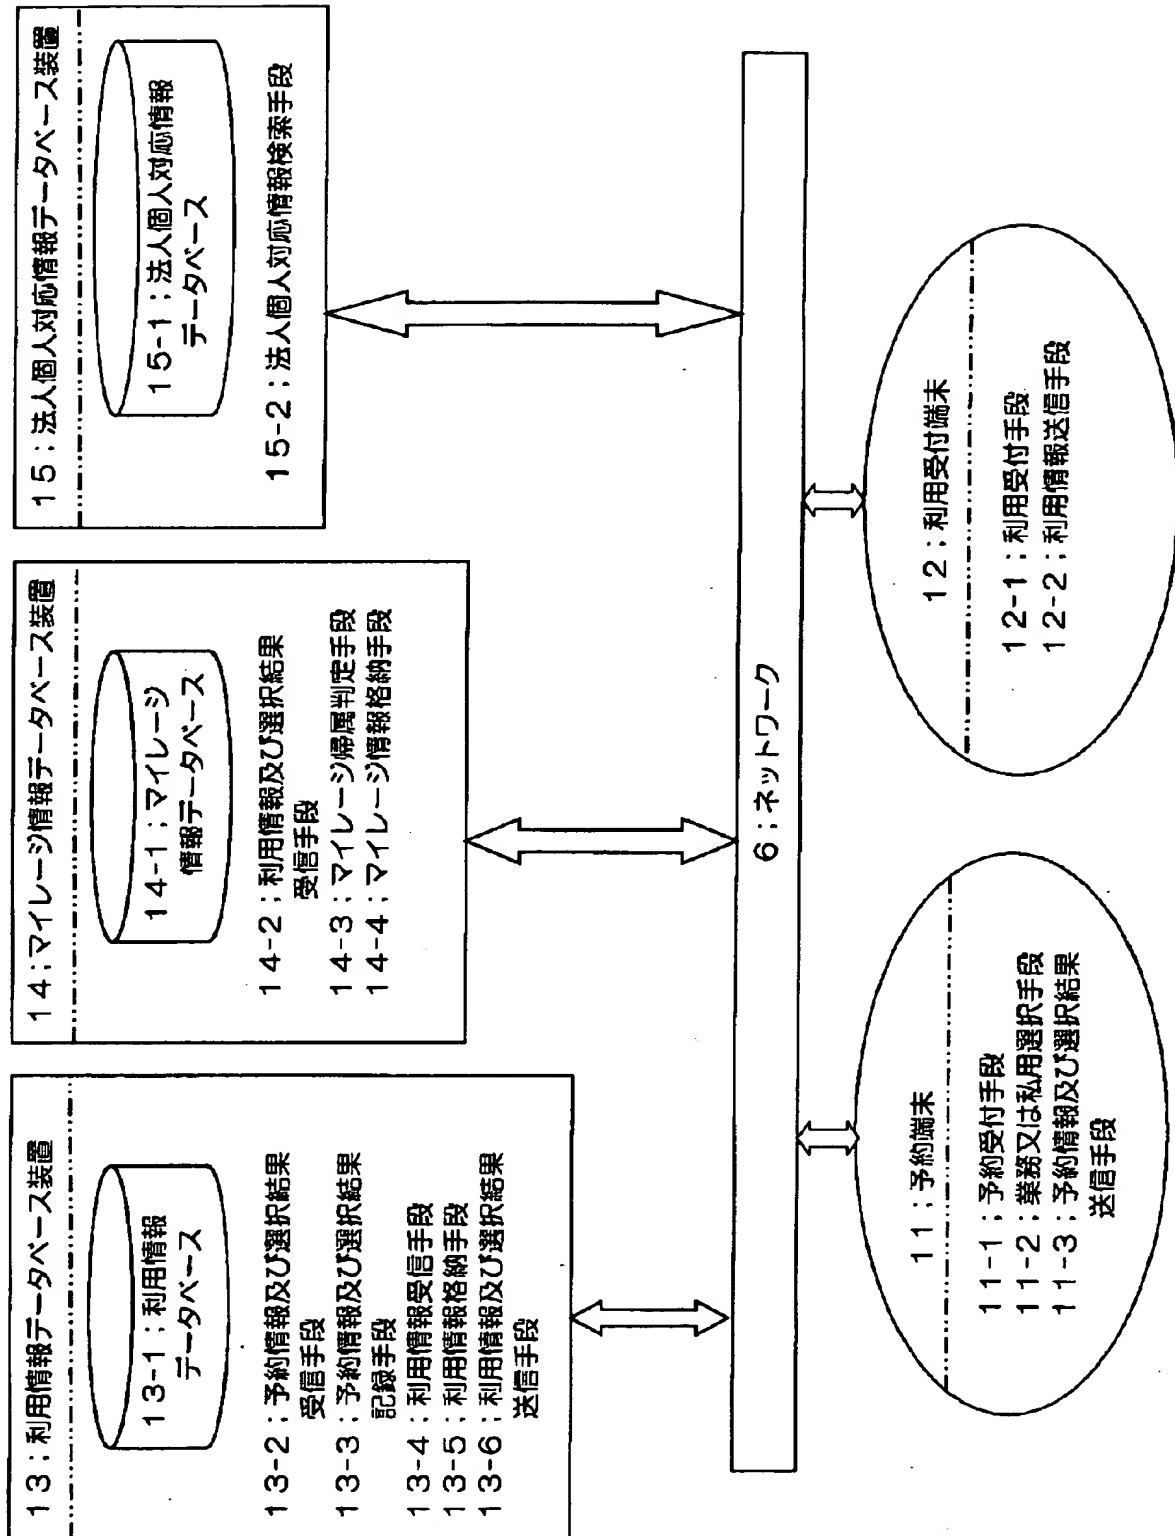 13；利用情報データベース装置
13-1；利用情報
データベース
13-2；予約情報及び選択結果
受信手段
13-3；予約情報及び選択結果
記録手段
13-4；利用情報受信手段
13-5；利用情報格納手段
13-6；利用情報及び選択結果
送信手段
14；マイレージ情報データベース装置
14-1；マイレージ
情報データベース
14-2；利用情報及び選択結果
受信手段
14-3；マイレージ帰属判定手段
14-4；マイレージ情報格納手段
15；法人個人対応情報データベース装置
15-1；法人個人対応情報
データベース
15-2；法人個人対応情報検索手段
6；ネットワーク
11；予約端末
11-1；予約受付手段
11-2；業務又は私用選択手段
11-3；予約情報及び選択結果
送信手段
12；利用受付端末
12-1；利用受付手段
12-2；利用情報送信手段